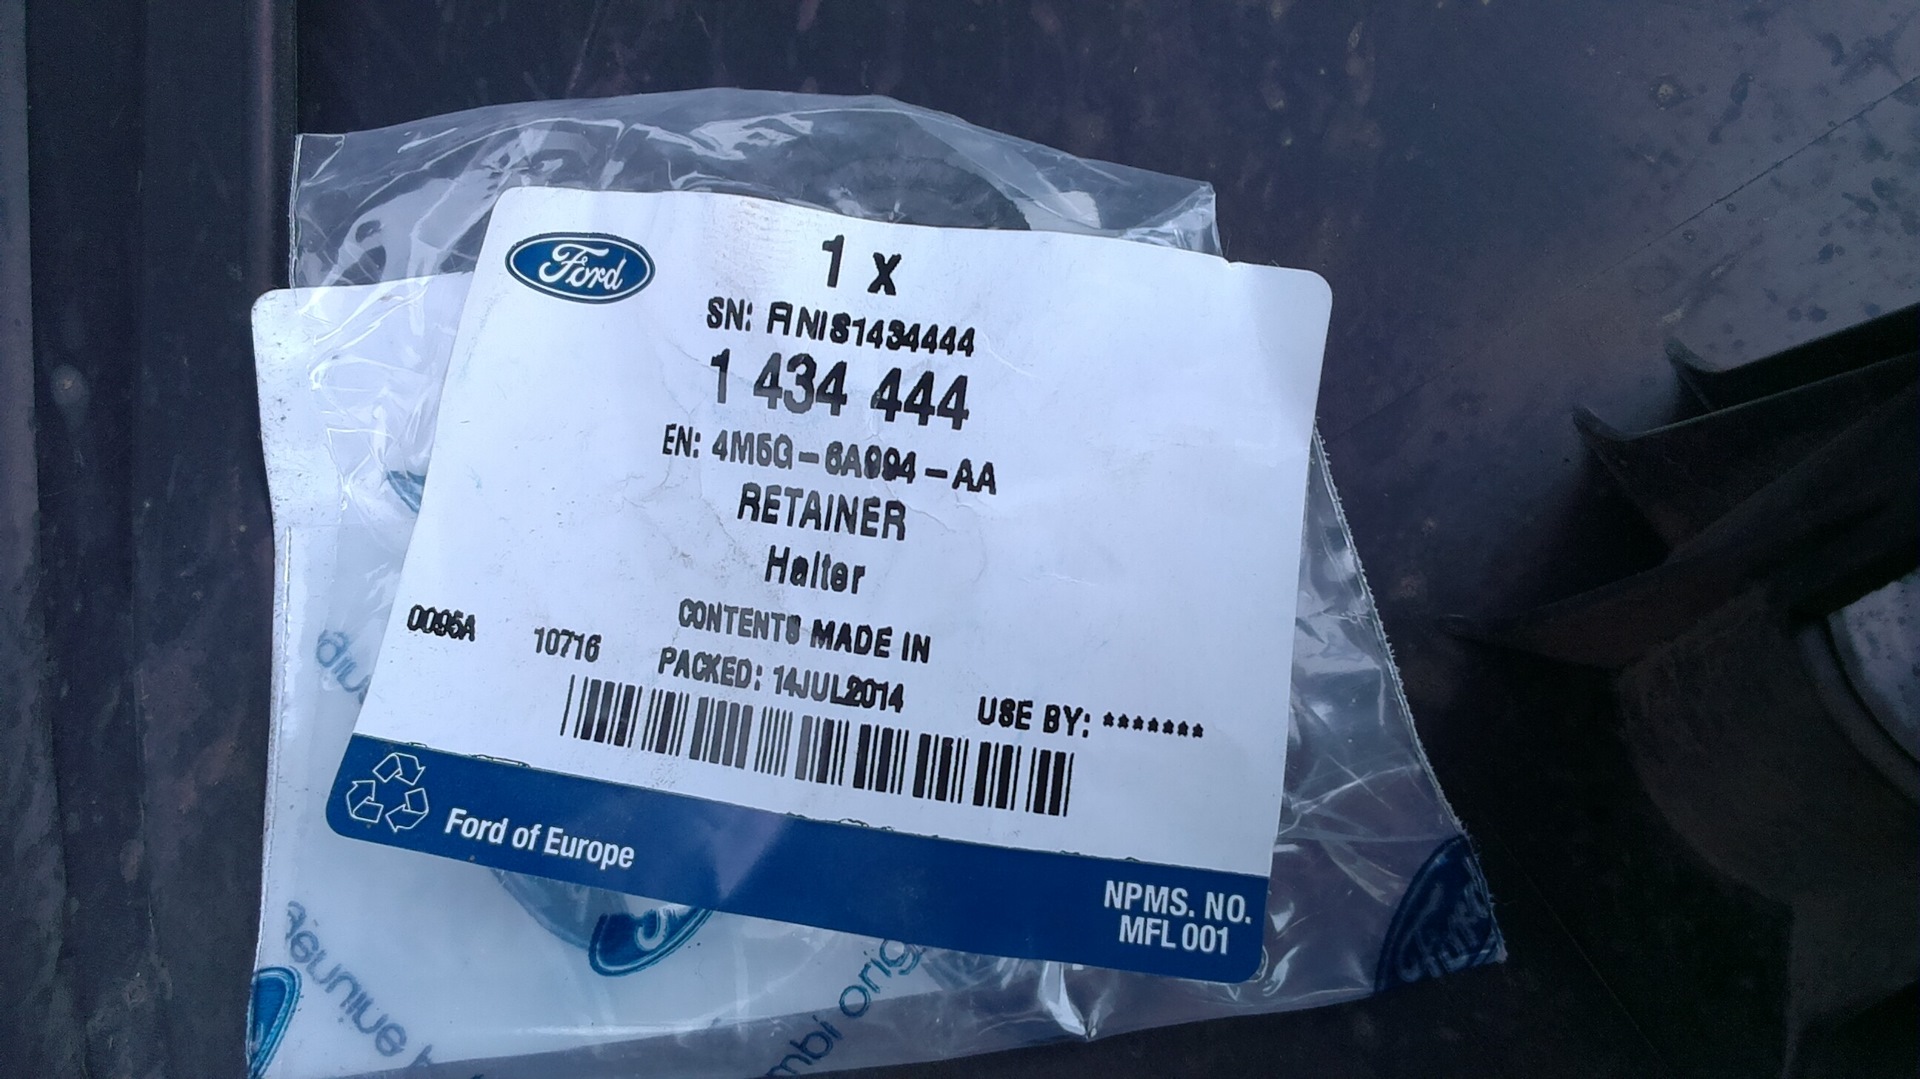 Ford
1 X
SN: FINIS1434444
1 434 444
EN: 4M5G-6A994-AA
RETAINER
Halter
CONTENTS MADE IN
0095A 10716 PACKED: 14JUL2014 USE BY: *******
Ford of Europe
NPMS. NO.
MFL 001
genuine